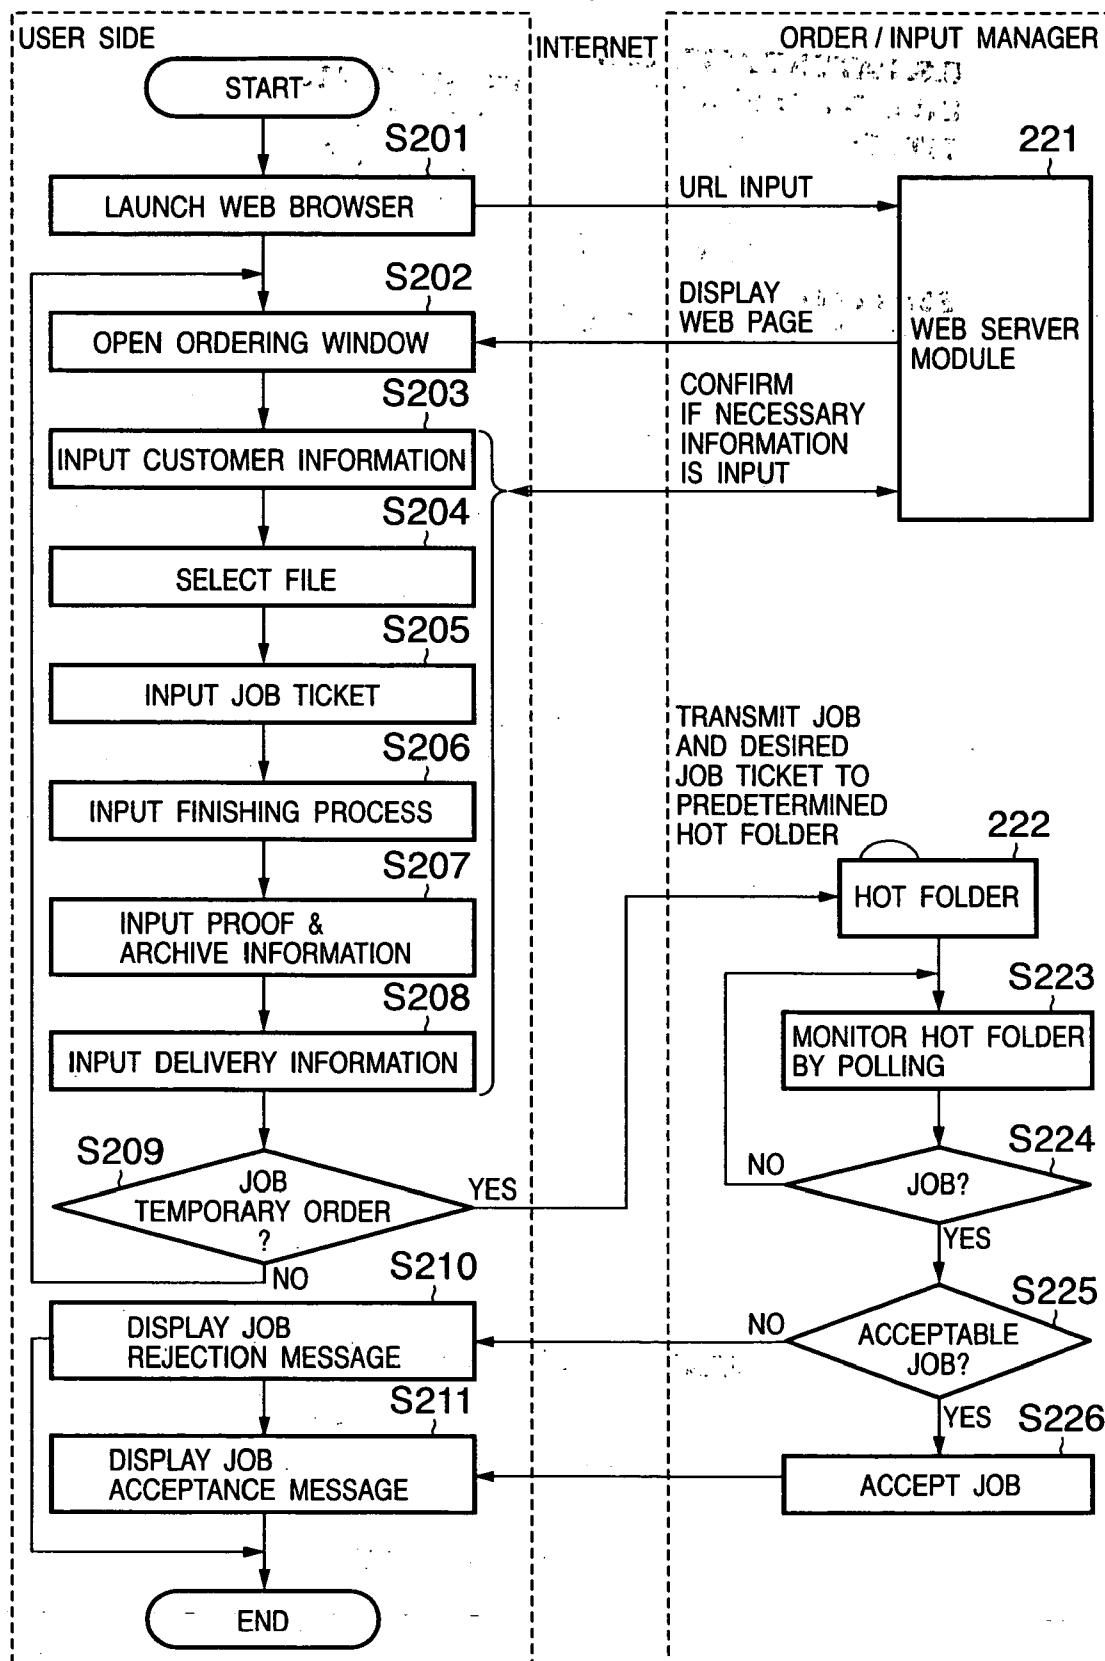 USER SIDE
INTERNET
ORDER / INPUT MANAGER
START
S201
LAUNCH WEB BROWSER
URL INPUT
221
S202
OPEN ORDERING WINDOW
DISPLAY
WEB PAGE
WEB SERVER
MODULE
S203
INPUT CUSTOMER INFORMATION
CONFIRM
IF NECESSARY
INFORMATION
IS INPUT
S204
SELECT FILE
S205
INPUT JOB TICKET
S206
INPUT FINISHING PROCESS
TRANSMIT JOB
AND DESIRED
JOB TICKET TO
PREDETERMINED
HOT FOLDER
222
HOT FOLDER
S207
INPUT PROOF &
ARCHIVE INFORMATION
S208
INPUT DELIVERY INFORMATION
S223
MONITOR HOT FOLDER
BY POLLING
S209
JOB
TEMPORARY ORDER
?
YES
NO
S224
JOB?
NO
YES
S210
DISPLAY JOB
REJECTION MESSAGE
S225
ACCEPTABLE
JOB?
NO
YES
S211
DISPLAY JOB
ACCEPTANCE MESSAGE
S226
ACCEPT JOB
END